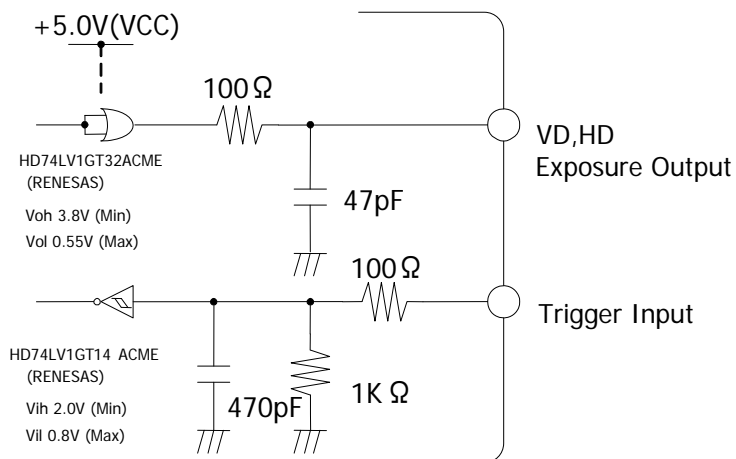 +5.0V(VCC)
100Ω
HD74LV1GT32ACME
(RENESAS)
Voh 3.8V (Min)
Vol 0.55V (Max)
47pF
VD,HD
Exposure Output
100Ω
Trigger Input
HD74LV1GT14 ACME
(RENESAS)
Vih 2.0V (Min)
Vil 0.8V (Max)
470pF
1K Ω